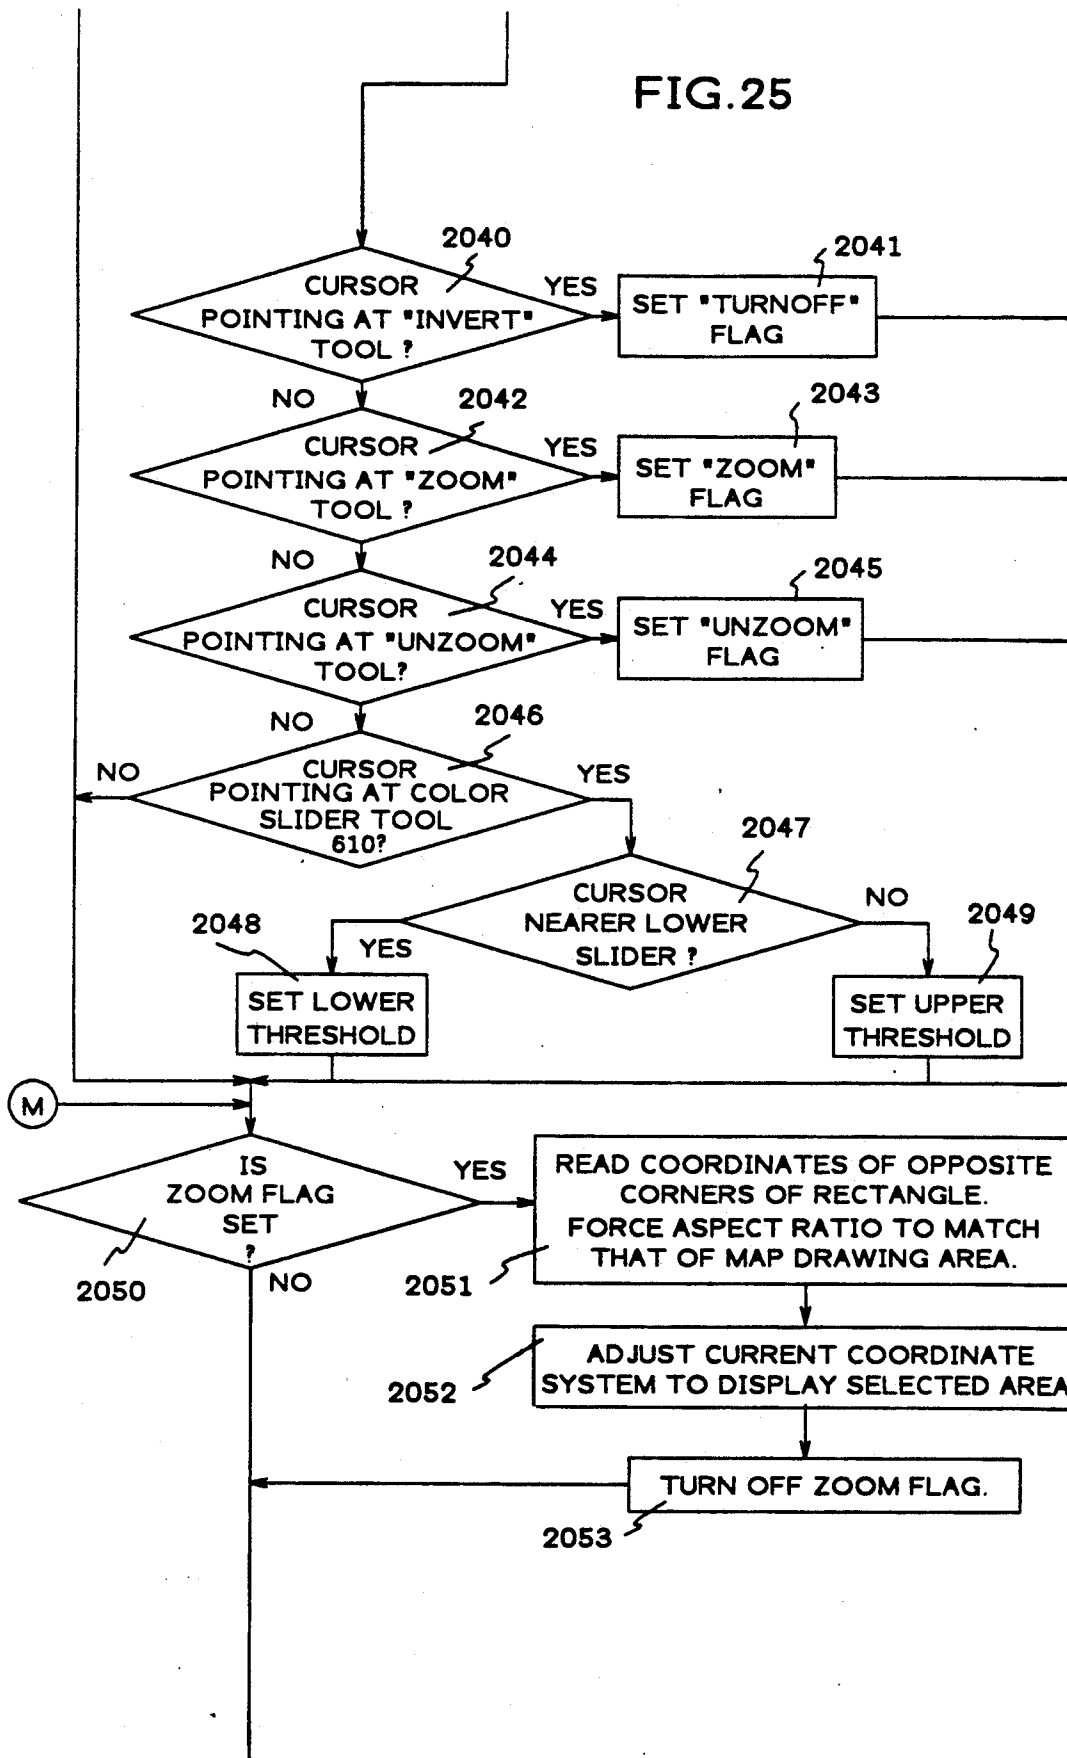 FIG.25
2040
CURSOR
POINTING AT "INVERT"
TOOL ?
YES
2041
SET "TURNOFF"
FLAG
NO
2042
CURSOR
POINTING AT "ZOOM"
TOOL ?
YES
2043
SET "ZOOM"
FLAG
NO
2044
CURSOR
POINTING AT "UNZOOM"
TOOL?
YES
2045
SET "UNZOOM"
FLAG
NO
2046
NO
CURSOR
POINTING AT COLOR
SLIDER TOOL
610?
YES
2047
CURSOR
NEARER LOWER
SLIDER ?
NO
2048
YES
2049
SET LOWER
THRESHOLD
SET UPPER
THRESHOLD
M
IS
ZOOM FLAG
SET
?
YES
2050
NO
READ COORDINATES OF OPPOSITE
CORNERS OF RECTANGLE.
FORCE ASPECT RATIO TO MATCH
THAT OF MAP DRAWING AREA.
2051
ADJUST CURRENT COORDINATE
SYSTEM TO DISPLAY SELECTED AREA
2052
TURN OFF ZOOM FLAG.
2053